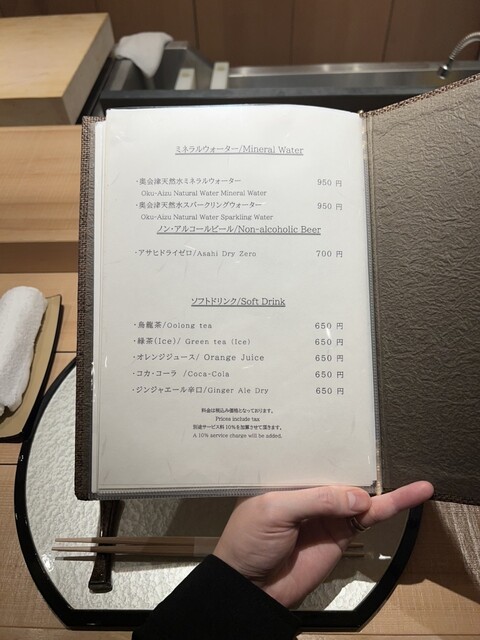 ミネラルウォーター/Mineral Water
・奥会津天然水ミネラルウォーター 950 円
Oku-Aizu Natural Water Mineral Water
・奥会津天然水スパークリングウォーター 950 円
Oku-Aizu Natural Water Sparkling Water
ノン・アルコールビール/Non-alcoholic Beer
・アサヒドライゼロ/Asahi Dry Zero 700 円
ソフトドリンク/Soft Drink
・烏龍茶/Oolong tea 650 円
・緑茶(Ice)/ Green tea (Ice) 650 円
・オレンジジュース/ Orange Juice 650 円
・コカ・コーラ /Coca-Cola 650 円
・ジンジャエール辛口/Ginger Ale Dry 650 円
料金は税込み価格となっております。
Prices include tax
別途サービス料 10％を加算させて頂きます。
A 10% service charge will be added.